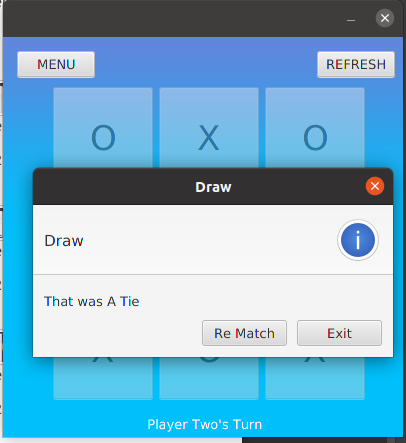 MENU REFRESH
O X O
Draw
Draw
i
That was A Tie
Re Match Exit
Player Two's Turn